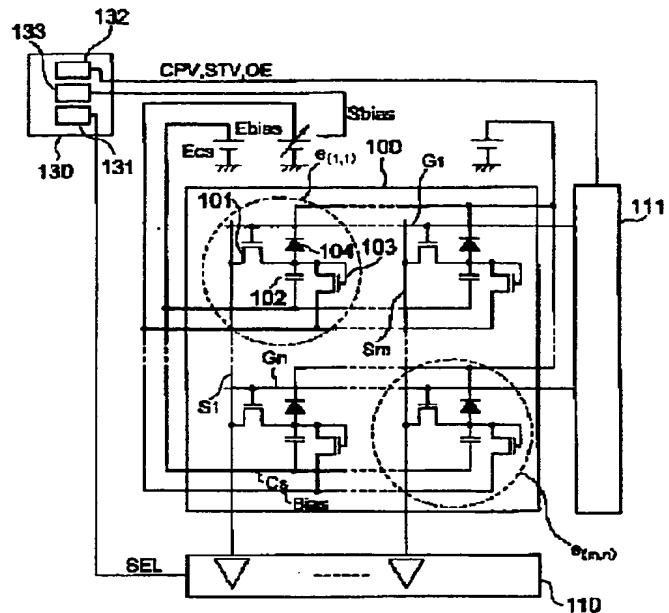 132
133
CPV,STV,OE
Sbias
Ebias
Ecs
131
130
e(1,1)
100
G1
111
101
104
103
102
Sm
Gn
S1
Cs
Bias
e(m,n)
SEL
110